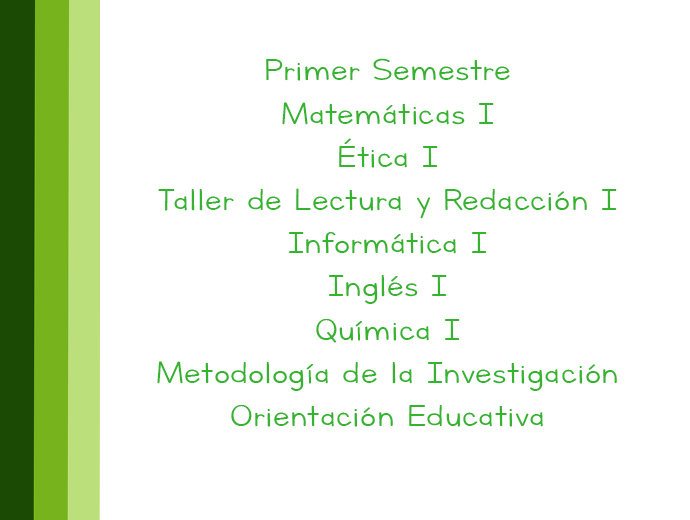 Primer Semestre
Matemáticas I
Ética I
Taller de Lectura y Redacción I
Informática I
Inglés I
Química I
Metodología de la Investigación
Orientación Educativa